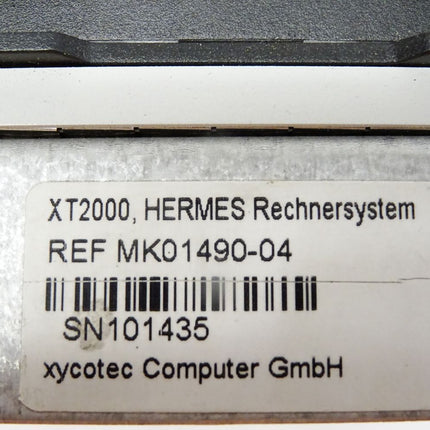 XT2000, HERMES Rechnersystem
REF MK01490-04
SN101435
xycotec Computer GmbH